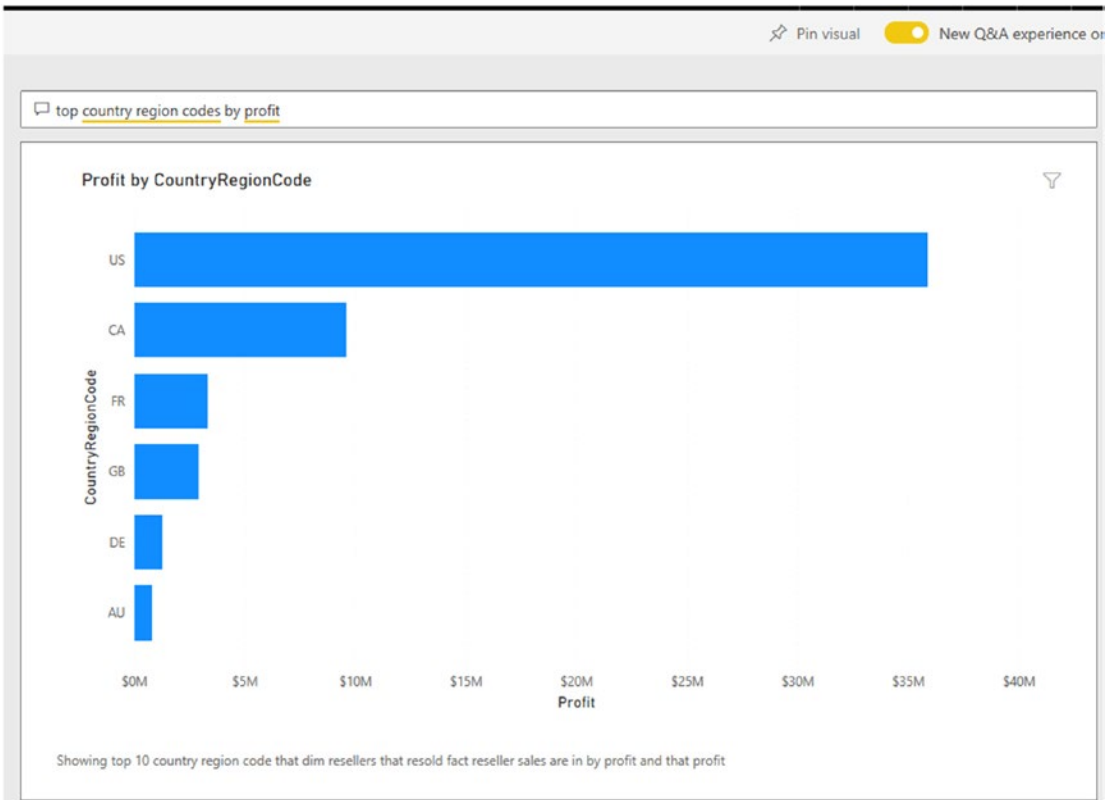 Pin visual
New Q&A experience on
top country region codes by profit
Profit by CountryRegionCode
CountryRegionCode
US
CA
FR
GB
DE
AU
$0M $5M $10M $15M $20M $25M $30M $35M $40M
Profit
Showing top 10 country region code that dim resellers that resold fact reseller sales are in by profit and that profit